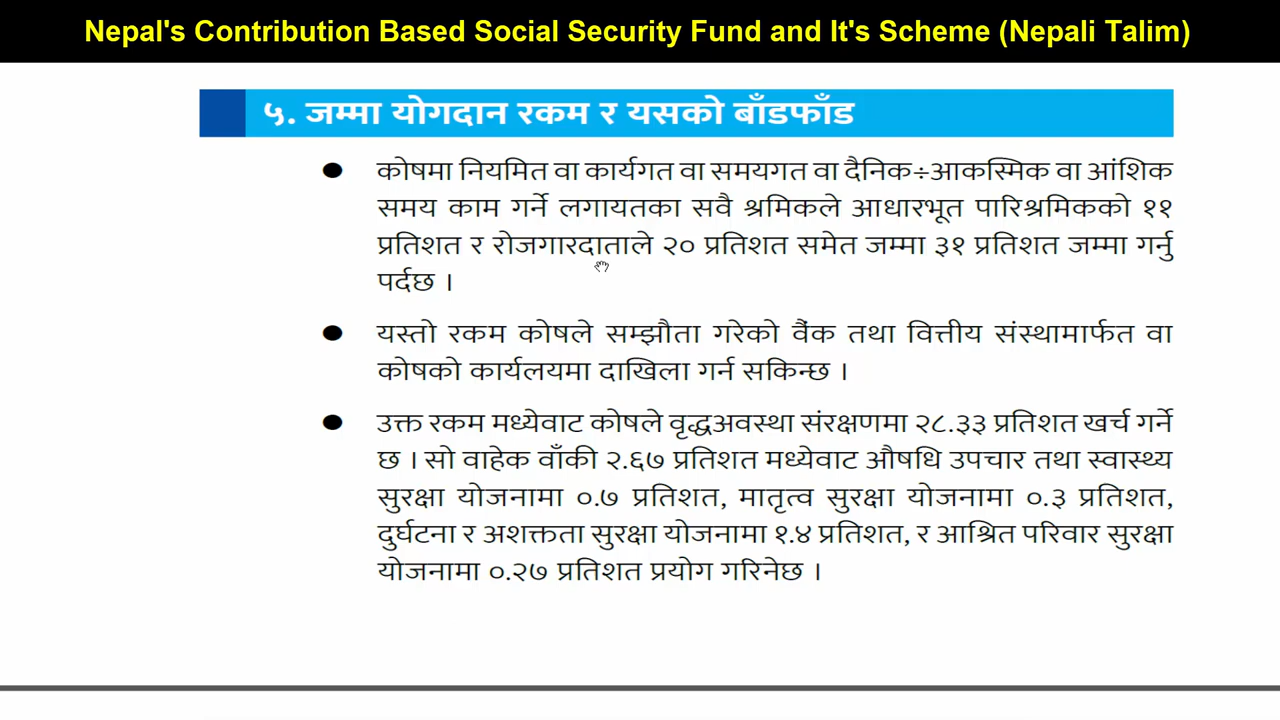 Nepal's Contribution Based Social Security Fund and It's Scheme (Nepali Talim)
५. जम्मा योगदान रकम र यसको बाँडफाँड
● कोषमा नियमित वा कार्यगत वा समयगत वा दैनिक÷आकस्मिक वा आंशिक
समय काम गर्ने लगायतका सवै श्रमिकले आधारभूत पारिश्रमिकको ११
प्रतिशत र रोजगारदाताले २० प्रतिशत समेत जम्मा ३१ प्रतिशत जम्मा गर्नु
पर्दछ ।
● यस्तो रकम कोषले सम्झौता गरेको वैंक तथा वित्तीय संस्थामार्फत वा
कोषको कार्यलयमा दाखिला गर्न सकिन्छ ।
● उक्त रकम मध्येवाट कोषले वृद्धअवस्था संरक्षणमा २८.३३ प्रतिशत खर्च गर्ने
छ । सो वाहेक वाँकी २.६७ प्रतिशत मध्येवाट औषधि उपचार तथा स्वास्थ्य
सुरक्षा योजनामा ०.७ प्रतिशत, मातृत्व सुरक्षा योजनामा ०.३ प्रतिशत,
दुर्घटना र अशक्तता सुरक्षा योजनामा १.४ प्रतिशत, र आश्रित परिवार सुरक्षा
योजनामा ०.२७ प्रतिशत प्रयोग गरिनेछ ।